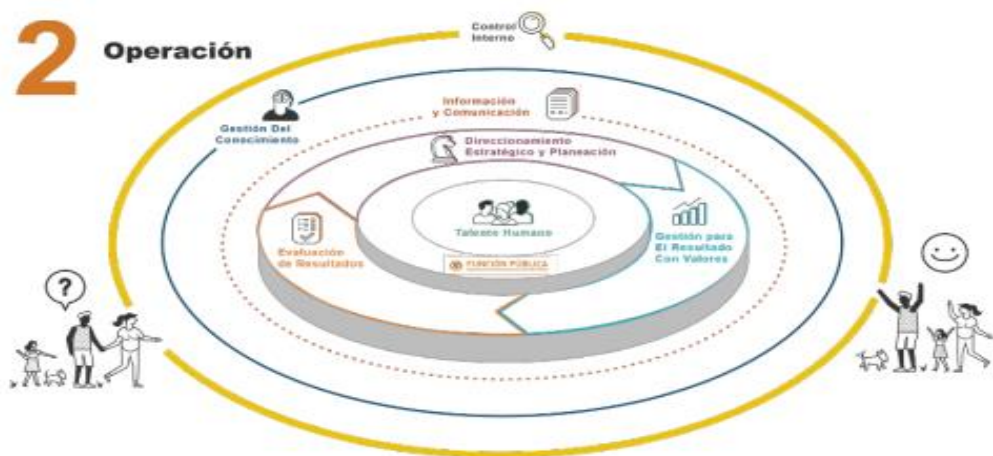 2 Operación
Control
Interno
Información
y Comunicación
Gestión Del
Conocimiento
Direccionamiento
Estratégico y Planeación
Talento Humano
Gestión para
El Resultado
Con Valores
Evaluación
de Resultados
FUNCIÓN PÚBLICA
?